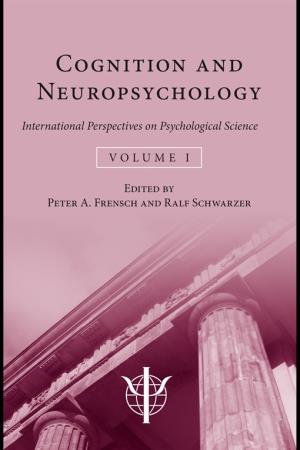 COGNITION AND
NEUROPSYCHOLOGY
International Perspectives on Psychological Science
VOLUME I
EDITED BY
PETER A. FRENSCH AND RALF SCHWARZER